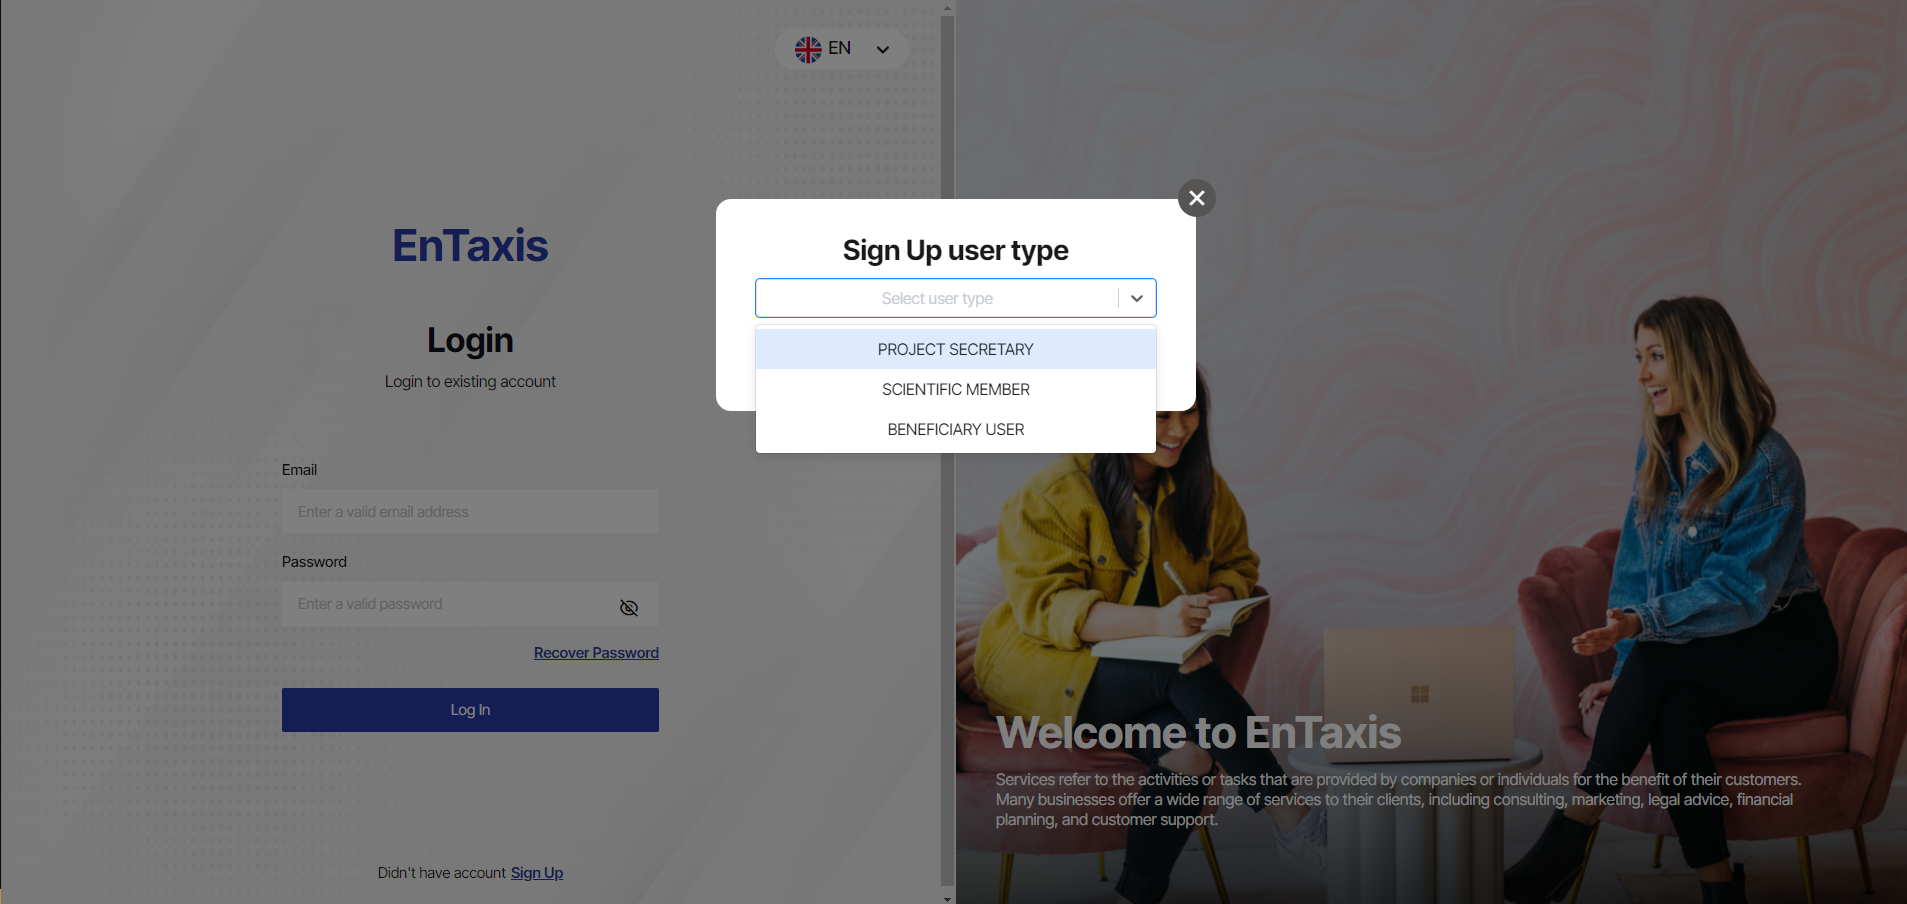 EN
EnTaxis
Login
Login to existing account
Email
Enter a valid email address
Password
Enter a valid password
Recover Password
Log In
Didn't have account Sign Up
Sign Up user type
Select user type
PROJECT SECRETARY
SCIENTIFIC MEMBER
BENEFICIARY USER
Welcome to EnTaxis
Services refer to the activities or tasks that are provided by companies or individuals for the benefit of their customers.
Many businesses offer a wide range of services to their clients, including consulting, marketing, legal advice, financial
planning, and customer support.